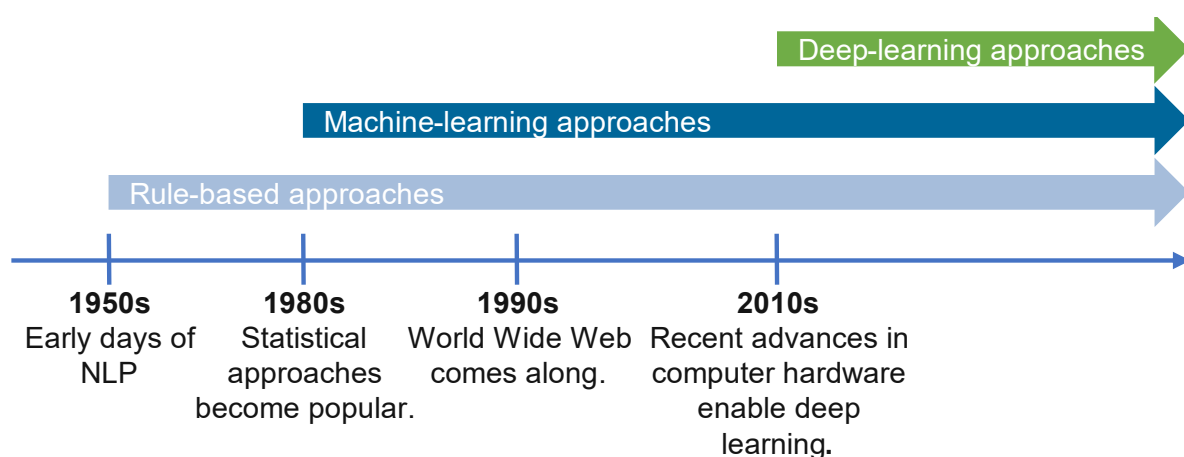 Deep-learning approaches
Machine-learning approaches
Rule-based approaches
1950s
Early days of
NLP
1980s
Statistical
approaches
become popular.
1990s
World Wide Web
comes along.
2010s
Recent advances in
computer hardware
enable deep
learning.